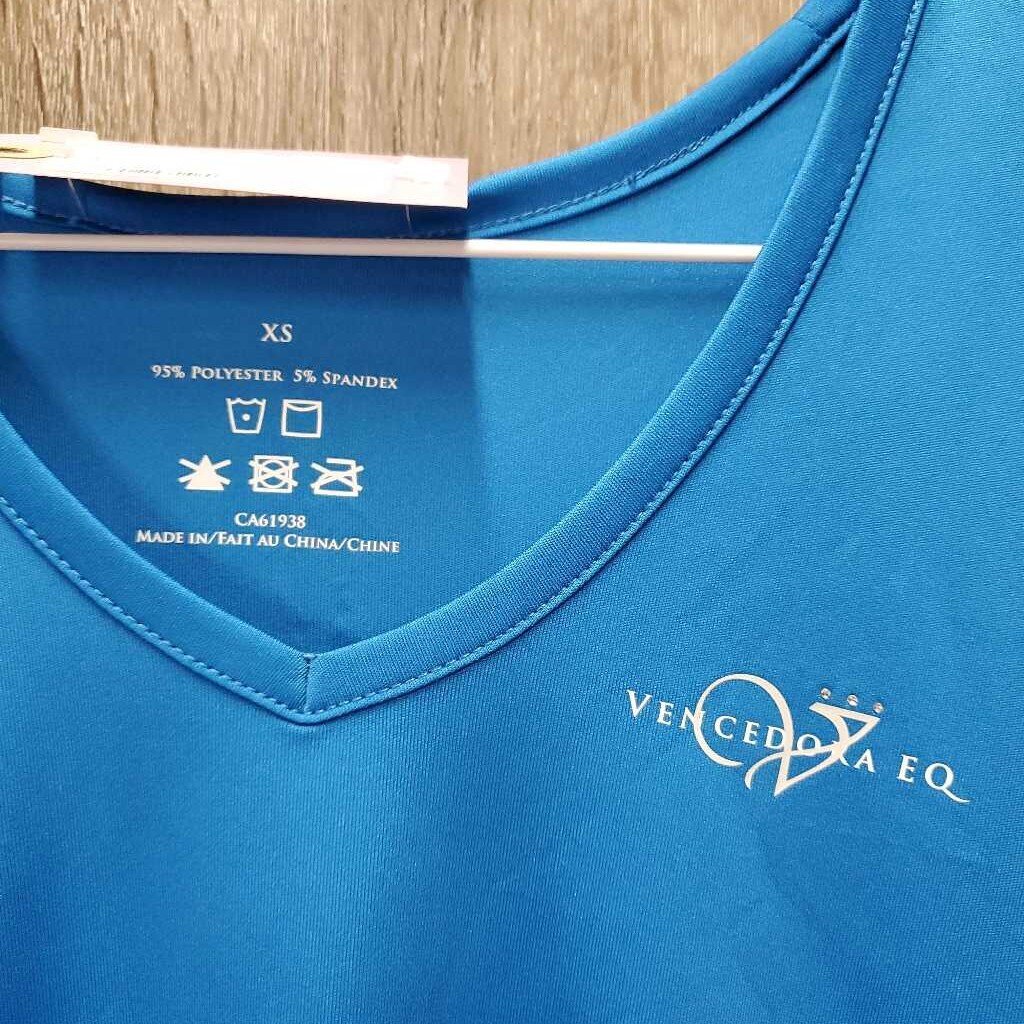 XS
95% POLYESTER 5% SPANDEX
CA61938
MADE IN/FAIT AU CHINA/CHINE
VENCEDORA EQ